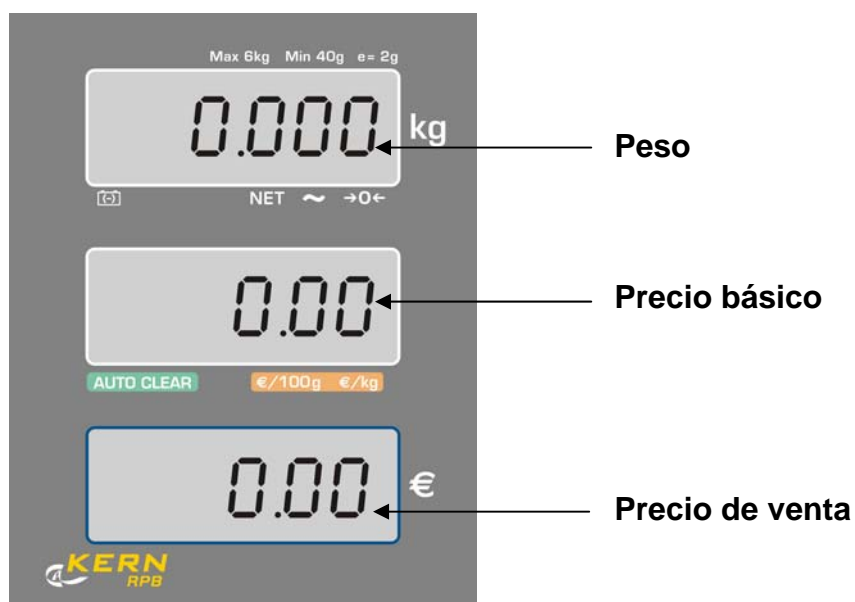 Max 6kg Min 40g e= 2g
0.000 kg
Peso
NET ~ →0←
0.00
Precio básico
AUTO CLEAR €/100g €/kg
0.00 €
Precio de venta
KERN
RPB